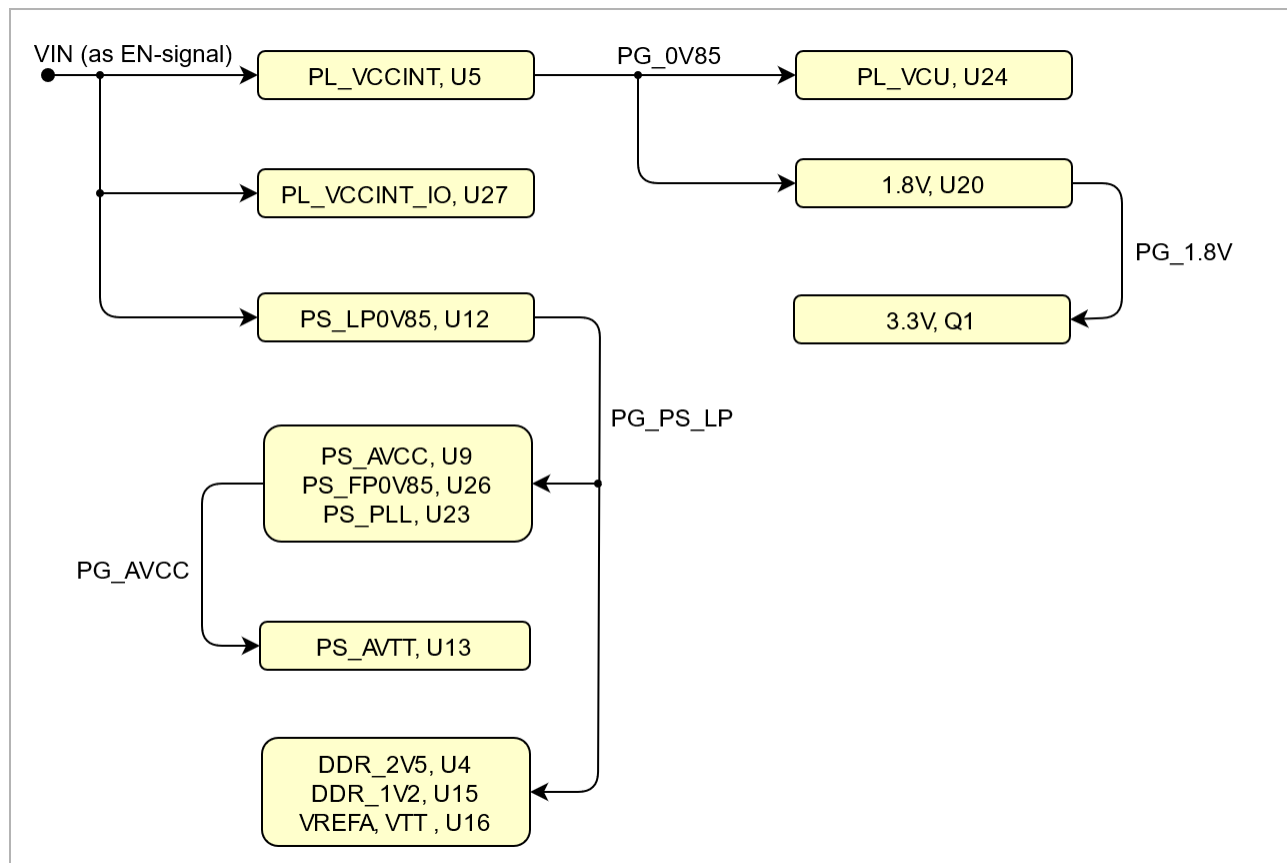 VIN (as EN-signal)
PL_VCCINT, U5
PG_0V85
PL_VCU, U24
PL_VCCINT_IO, U27
1.8V, U20
PG_1.8V
PS_LP0V85, U12
3.3V, Q1
PG_PS_LP
PS_AVCC, U9
PS_FP0V85, U26
PS_PLL, U23
PG_AVCC
PS_AVTT, U13
DDR_2V5, U4
DDR_1V2, U15
VREFA, VTT , U16